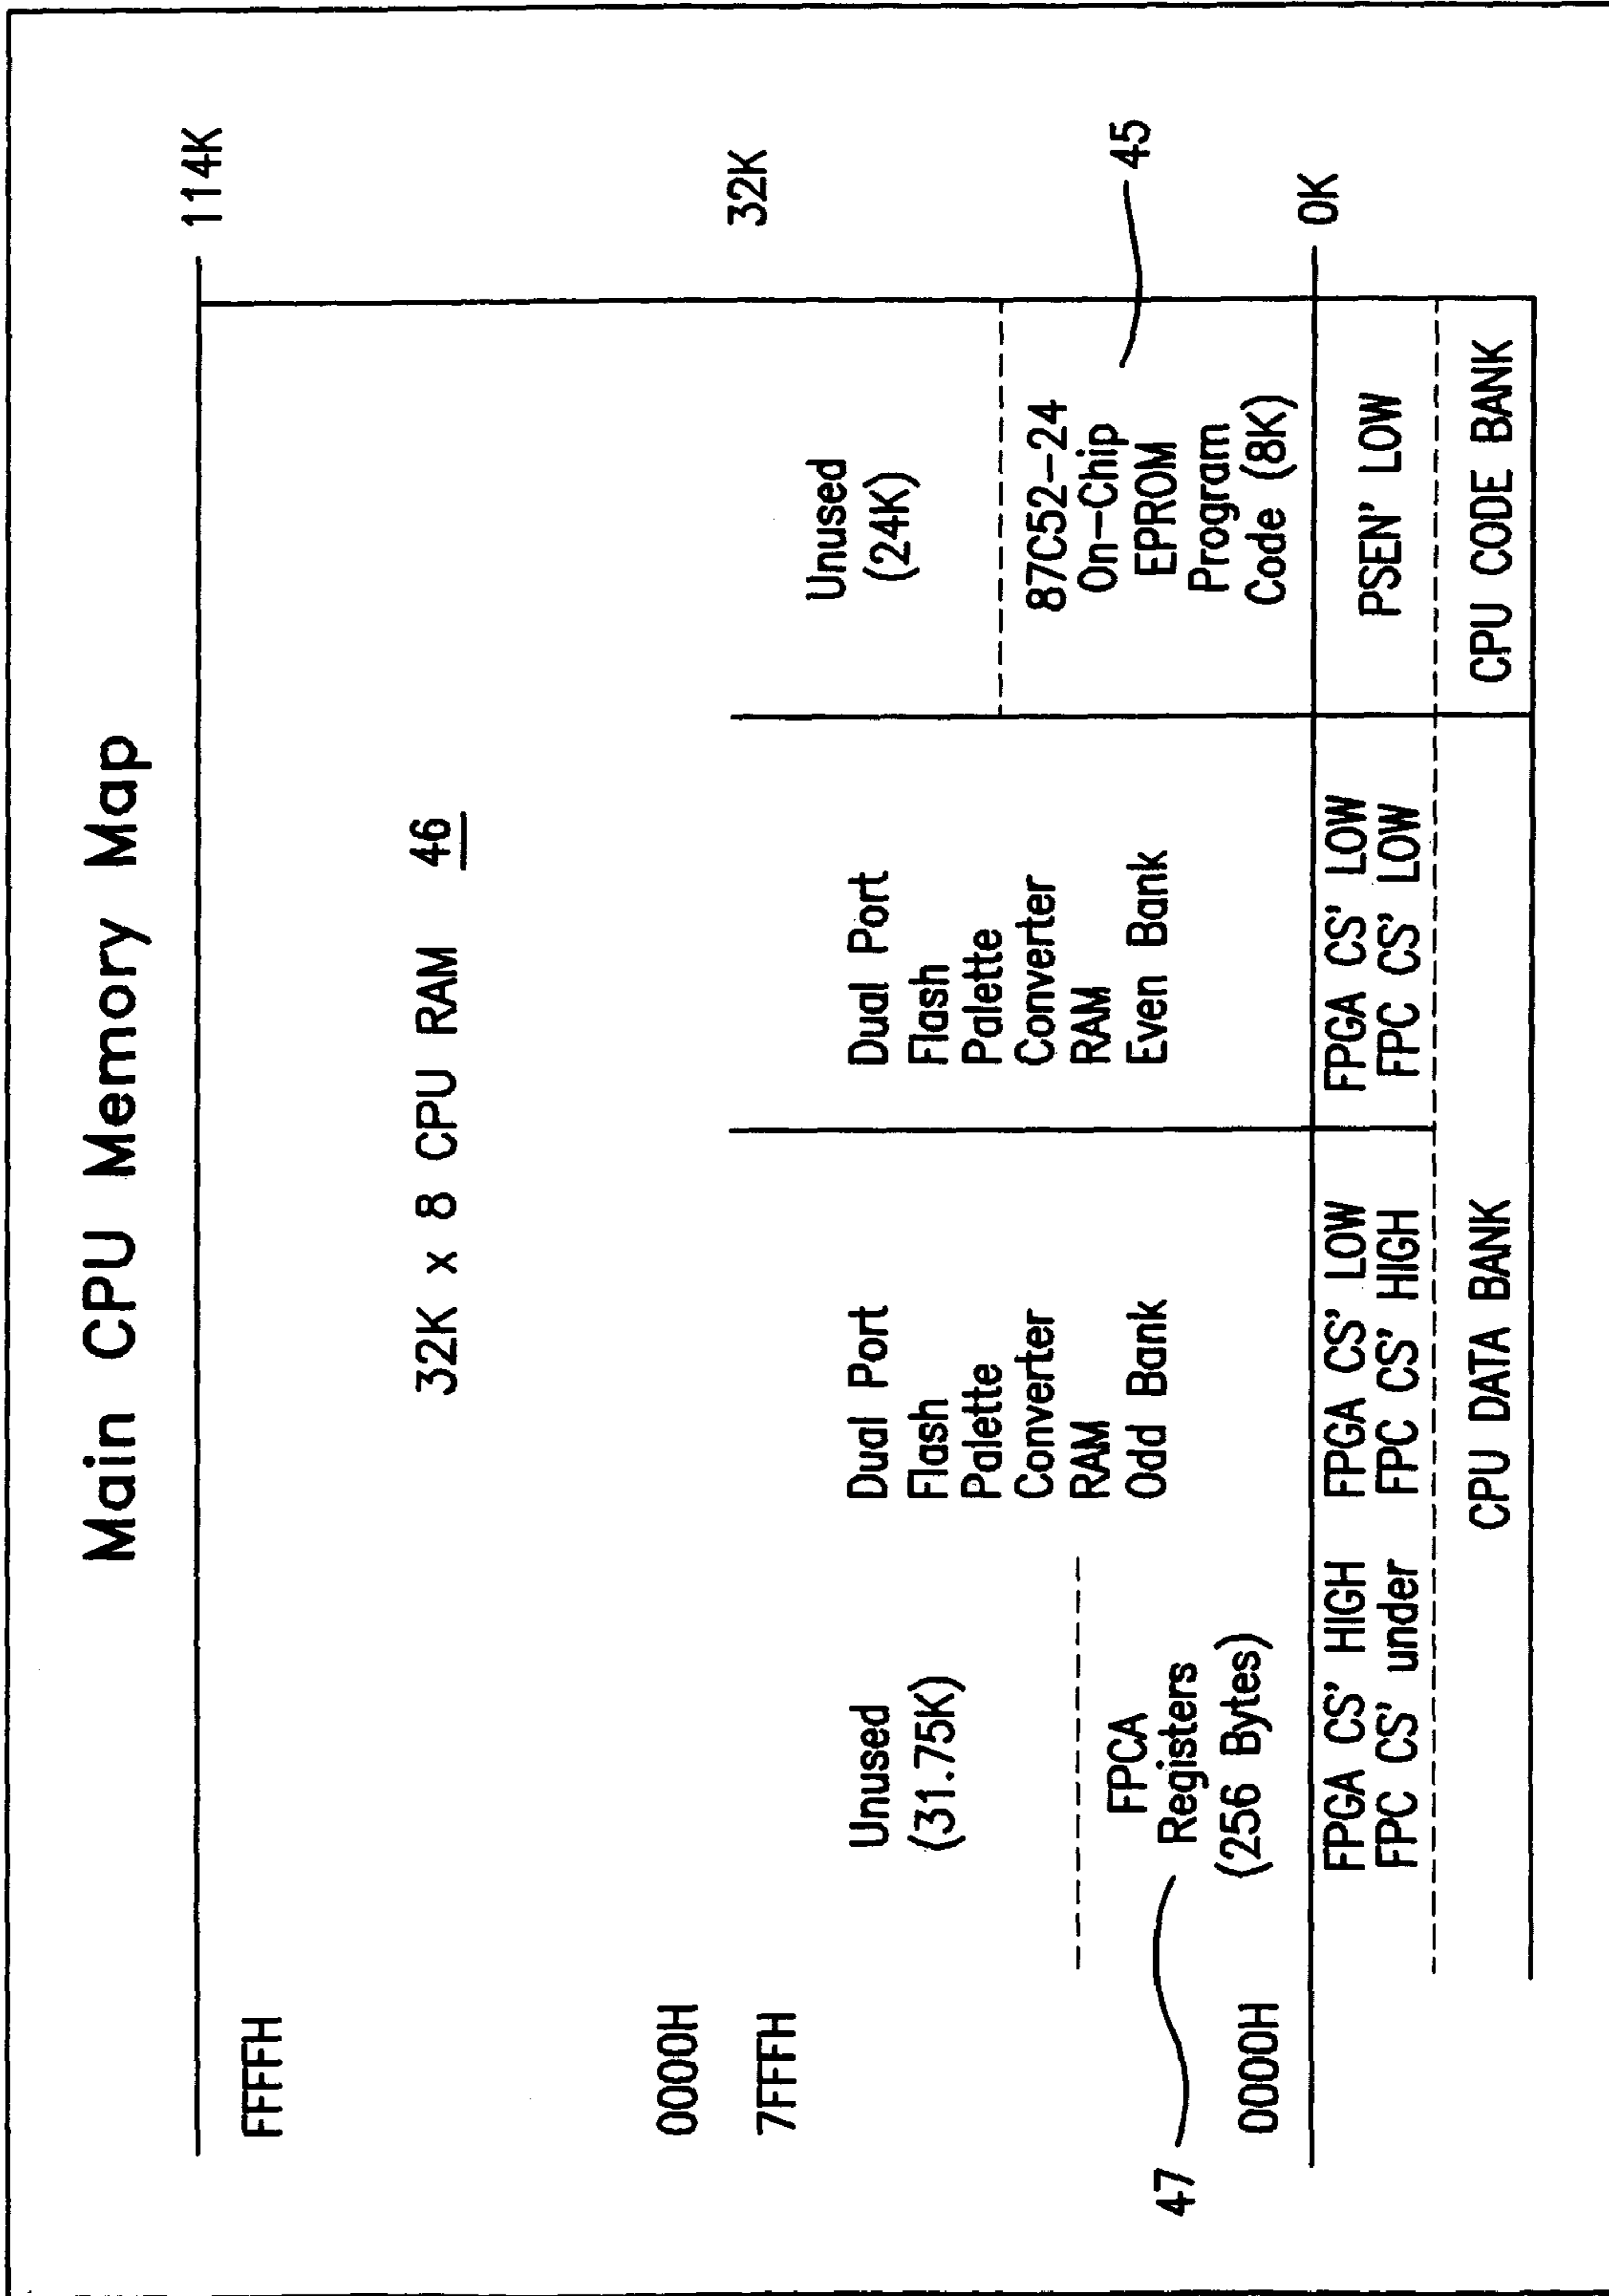 Main CPU Memory Map
114K
FFFFH
32K x 8 CPU RAM 46
0000H
32K
7FFFH
Unused
(31.75K)
FPCA
Registers
(256 Bytes)
47
0000H
Dual Port
Flash
Palette
Converter
RAM
Odd Bank
Dual Port
Flash
Palette
Converter
RAM
Even Bank
Unused
(24K)
87C52-24
On-Chip
EPROM
Program
Code (8K)
45
0K
FPGA CS' HIGH
FPC CS' under
FPGA CS' LOW
FPC CS' HIGH
FPGA CS' LOW
FPC CS' LOW
PSEN' LOW
CPU DATA BANK
CPU CODE BANK